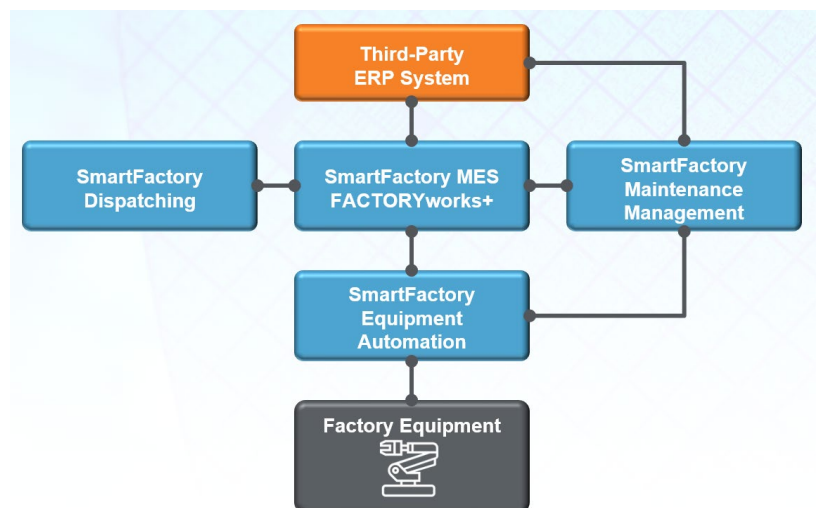 Third-Party
ERP System
SmartFactory
Dispatching
SmartFactory MES
FACTORYworks+
SmartFactory
Maintenance
Management
SmartFactory
Equipment
Automation
Factory Equipment